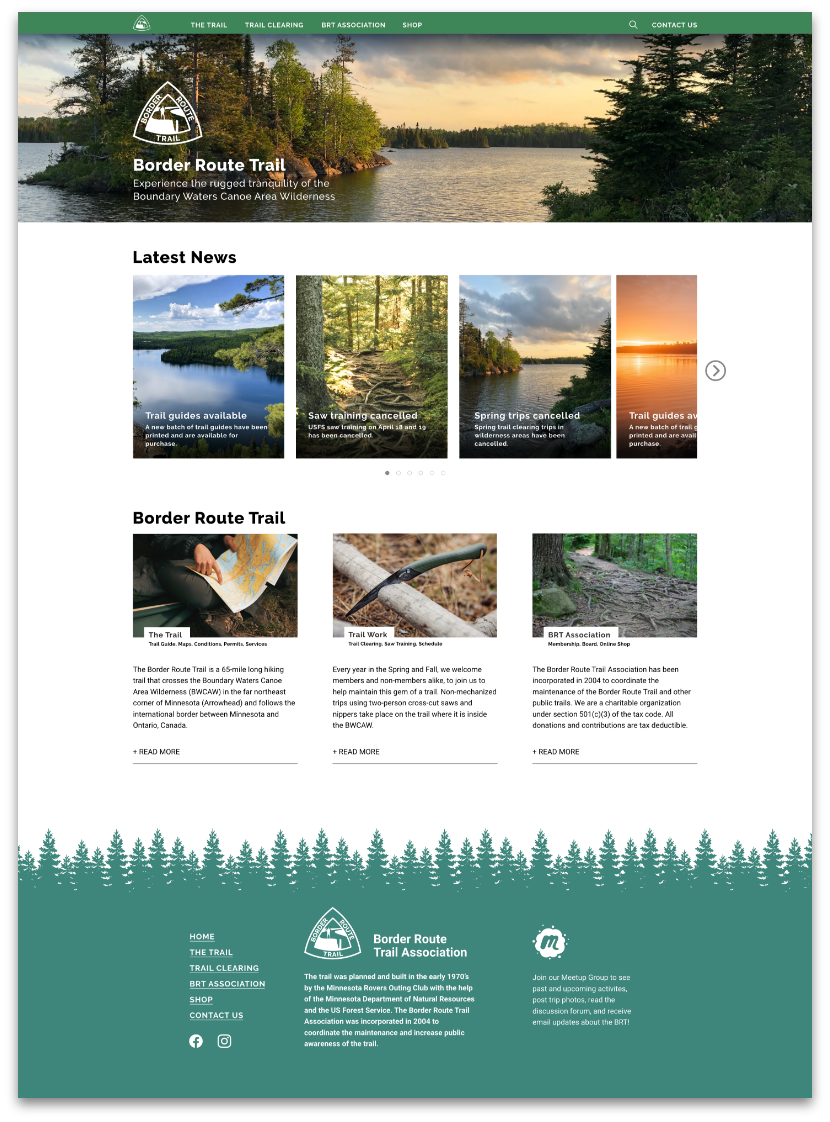 THE TRAIL TRAIL CLEARING BRT ASSOCIATION SHOP CONTACT US
BORDER ROUTE TRAIL
Border Route Trail
Experience the rugged tranquility of the
Boundary Waters Canoe Area Wilderness
Latest News
Trail guides available
A new batch of trail guides have been
printed and are available for
purchase.
Saw training cancelled
USFS saw training on April 18 and 19
has been cancelled.
Spring trips cancelled
Spring trail clearing trips in
wilderness areas have been
cancelled.
Trail guides av
A new batch of trail g
printed and are avail
purchase.
Border Route Trail
The Trail
Trail Guide, Maps, Conditions, Permits, Services
The Border Route Trail is a 65-mile long hiking
trail that crosses the Boundary Waters Canoe
Area Wilderness (BWCAW) in the far northeast
corner of Minnesota (Arrowhead) and follows the
international border between Minnesota and
Ontario, Canada.
+ READ MORE
Trail Work
Trail Clearing, Saw Training, Schedule
Every year in the Spring and Fall, we welcome
members and non-members alike, to join us to
help maintain this gem of a trail. Non-mechanized
trips using two-person cross-cut saws and
nippers take place on the trail where it is inside
the BWCAW.
+ READ MORE
BRT Association
Membership, Board, Online Shop
The Border Route Trail Association has been
incorporated in 2004 to coordinate the
maintenance of the Border Route Trail and other
public trails. We are a charitable organization
under section 501(c)(3) of the tax code. All
donations and contributions are tax deductible.
+ READ MORE
HOME
THE TRAIL
TRAIL CLEARING
BRT ASSOCIATION
SHOP
CONTACT US
BORDER ROUTE TRAIL
Border Route
Trail Association
The trail was planned and built in the early 1970's
by the Minnesota Rovers Outing Club with the help
of the Minnesota Department of Natural Resources
and the US Forest Service. The Border Route Trail
Association was incorporated in 2004 to
coordinate the maintenance and increase public
awareness of the trail.
m
Join our Meetup Group to see
past and upcoming activites,
post trip photos, read the
discussion forum, and receive
email updates about the BRT!